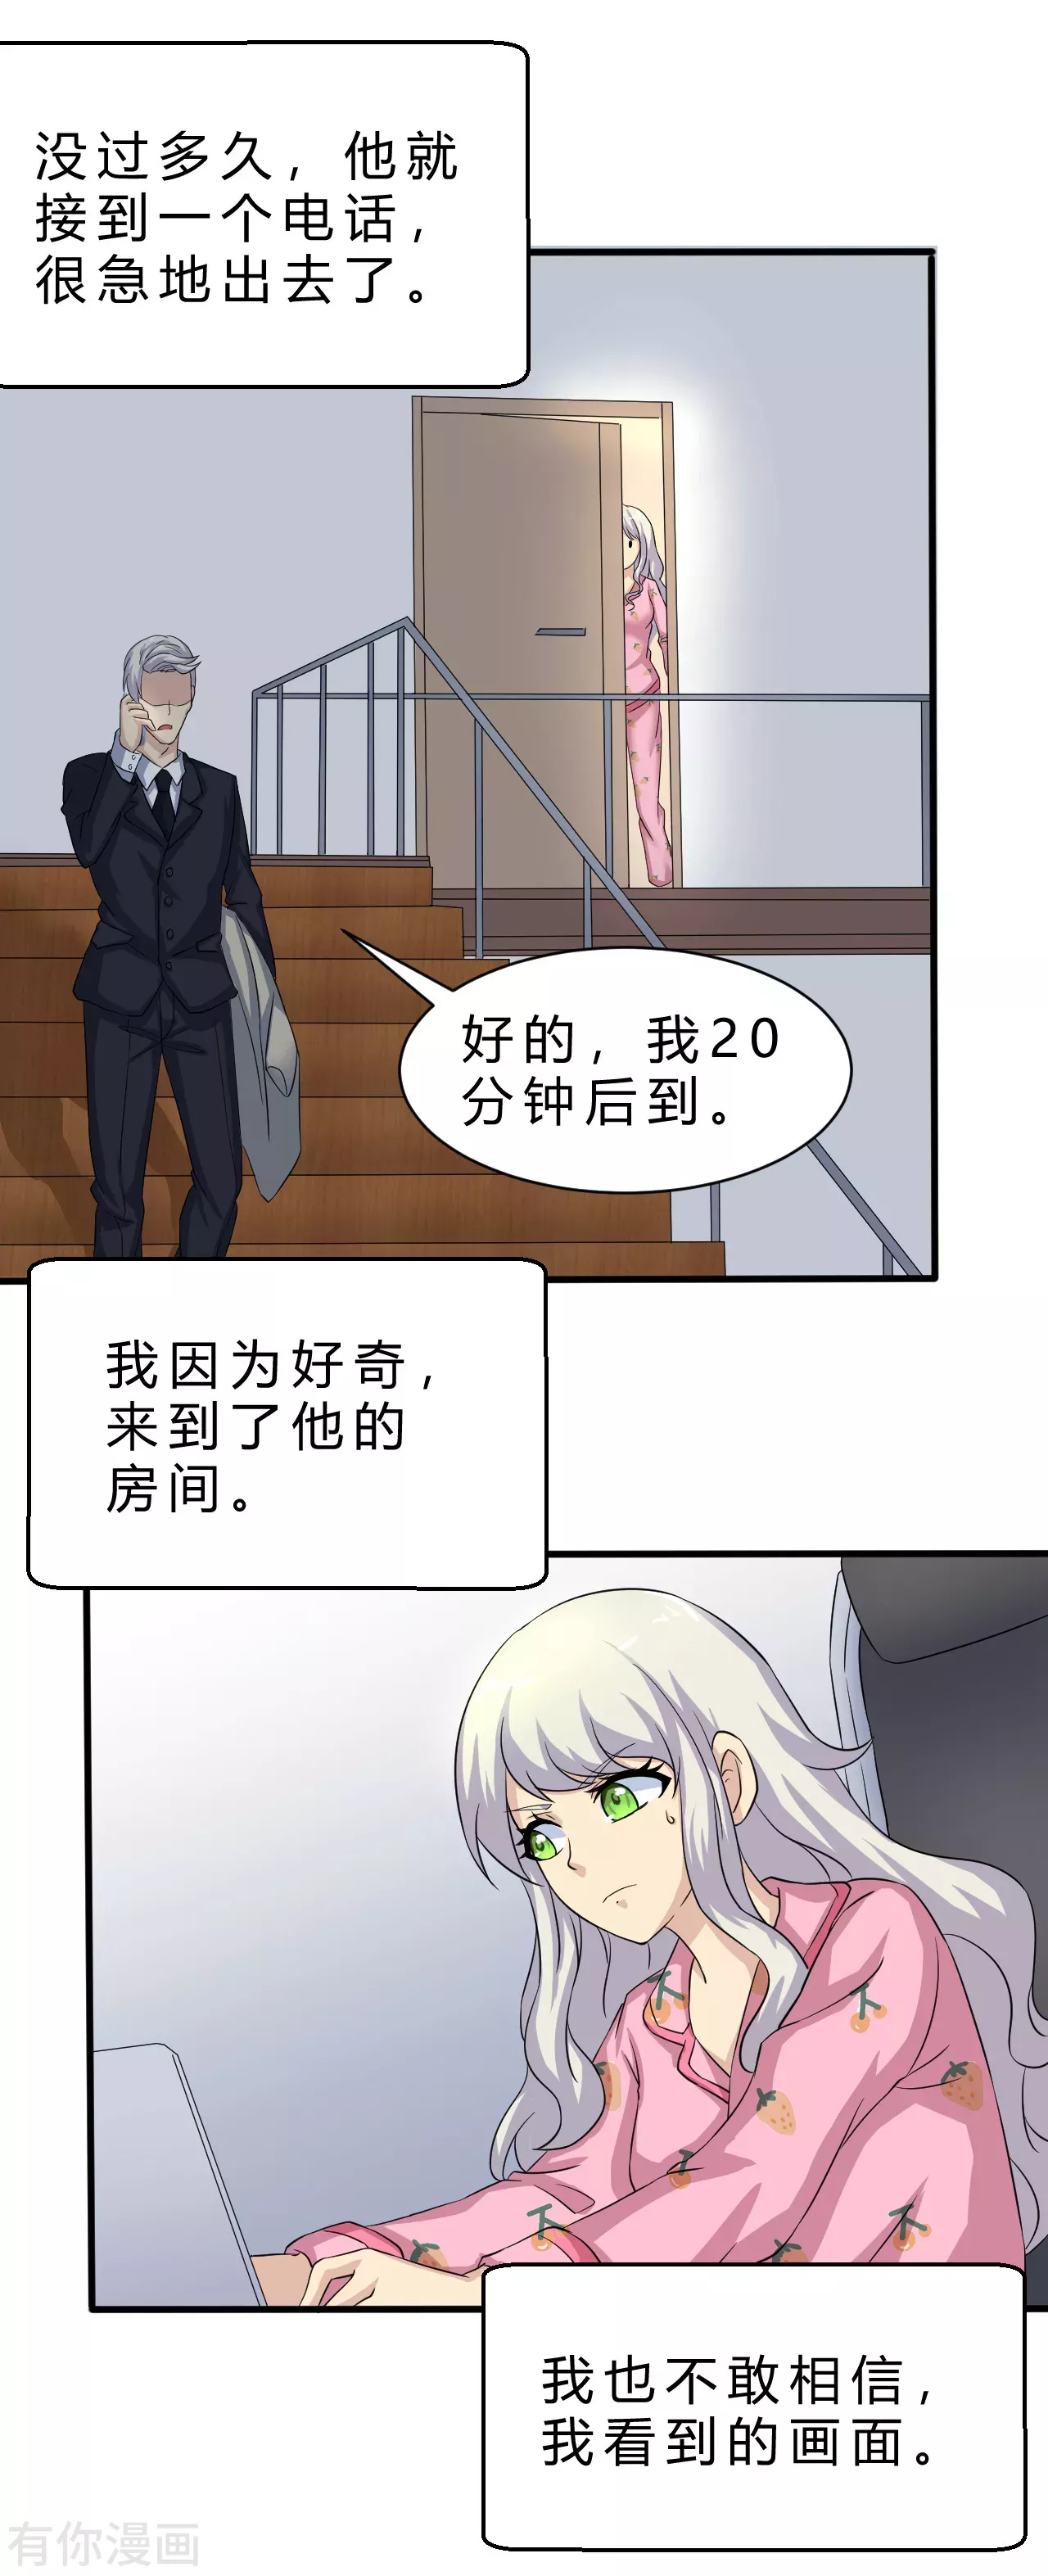 没过多久，他就
接到一个电话，
很急地出去了。
好的，我20
分钟后到。
我因为好奇，
来到了他的
房间。
我也不敢相信，
我看到的画面。
有你漫画